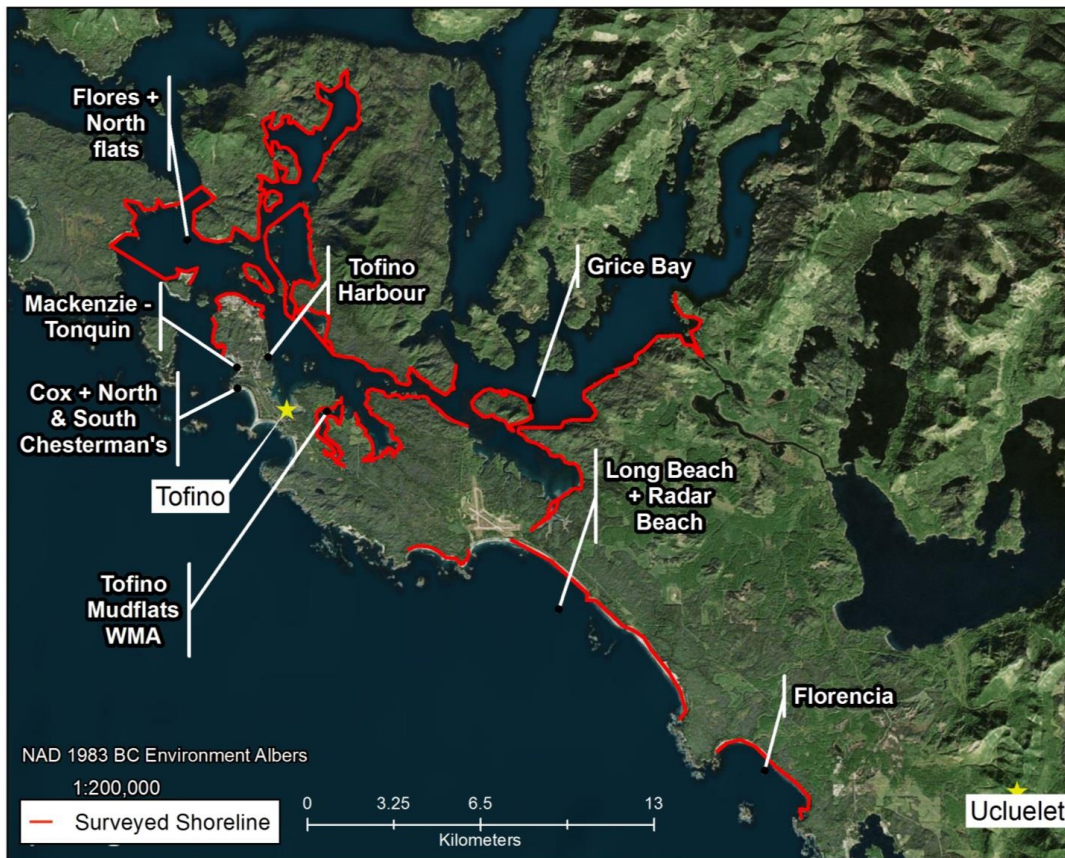 Flores +
North
flats
Tofino
Harbour
Grice Bay
Mackenzie -
Tonquin
Cox + North
& South
Chesterman's
Tofino
Long Beach
+ Radar
Beach
Tofino
Mudflats
WMA
Florencia
Ucluelet
NAD 1983 BC Environment Albers
1:200,000
Surveyed Shoreline
0 3.25 6.5 13
Kilometers